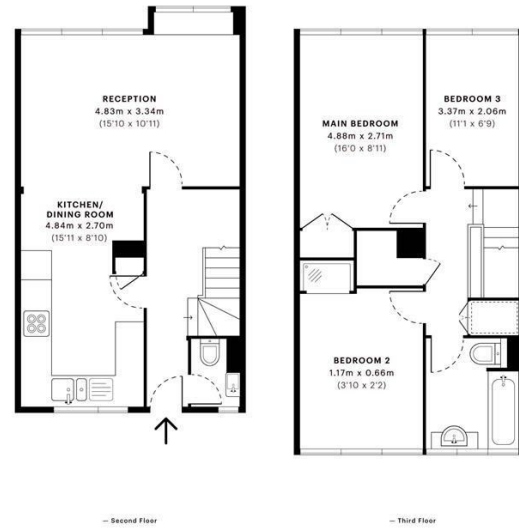 RECEPTION
4.83m x 3.34m
(15'10 x 10'11)
KITCHEN/
DINING ROOM
4.84m x 2.70m
(15'11 x 8'10)
— Second Floor
MAIN BEDROOM
4.88m x 2.71m
(16'0 x 8'11)
BEDROOM 3
3.37m x 2.06m
(11'1 x 6'9)
BEDROOM 2
1.17m x 0.66m
(3'10 x 2'2)
— Third Floor